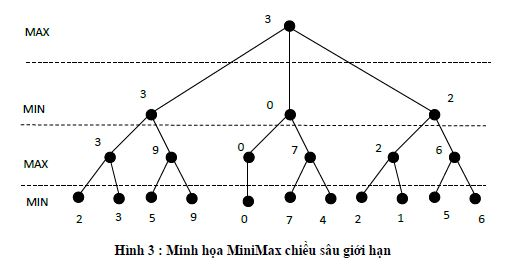 MAX 3
MIN 3 0 2
MAX 3 9 0 7 2 6
MIN
2 3 5 9 0 7 4 2 1 5 6
Hình 3 : Minh họa MiniMax chiều sâu giới hạn